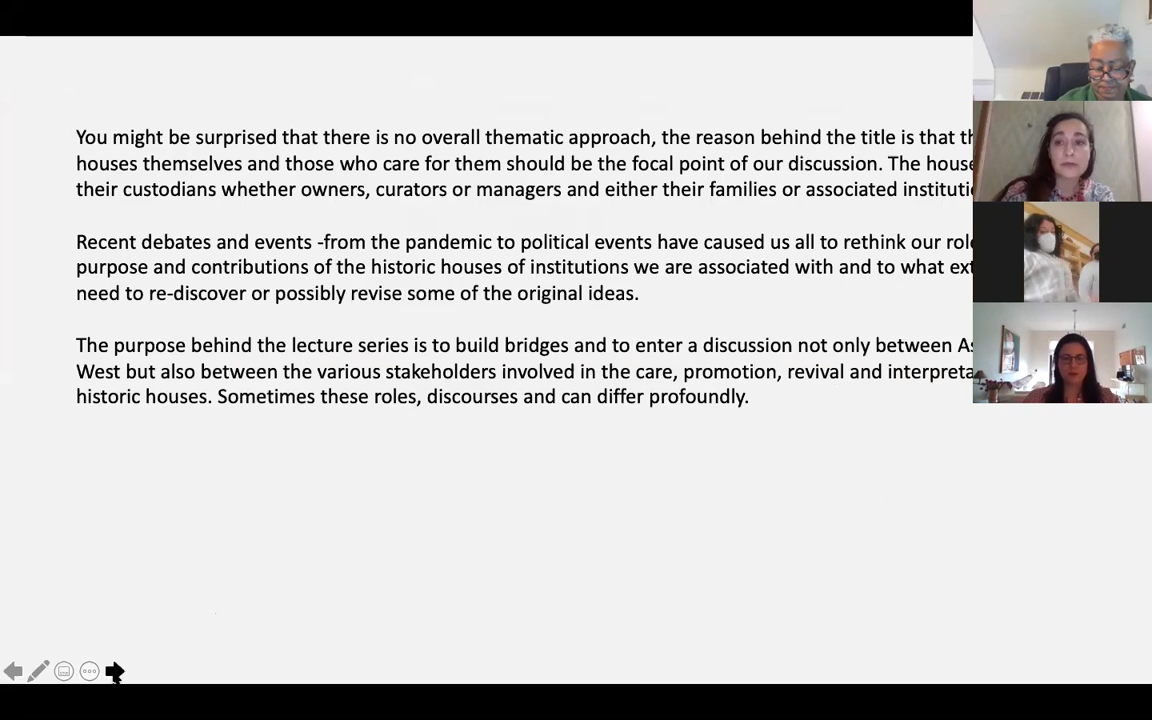 You might be surprised that there is no overall thematic approach, the reason behind the title is that
houses themselves and those who care for them should be the focal point of our discussion. The
their custodians whether owners, curators or managers and either their families or associated
Recent debates and events -from the pandemic to political events have caused us all to rethink our
purpose and contributions of the historic houses of institutions we are associated with and to what
need to re-discover or possibly revise some of the original ideas.
The purpose behind the lecture series is to build bridges and to enter a discussion not only between
West but also between the various stakeholders involved in the care, promotion, revival and
historic houses. Sometimes these roles, discourses and can differ profoundly.